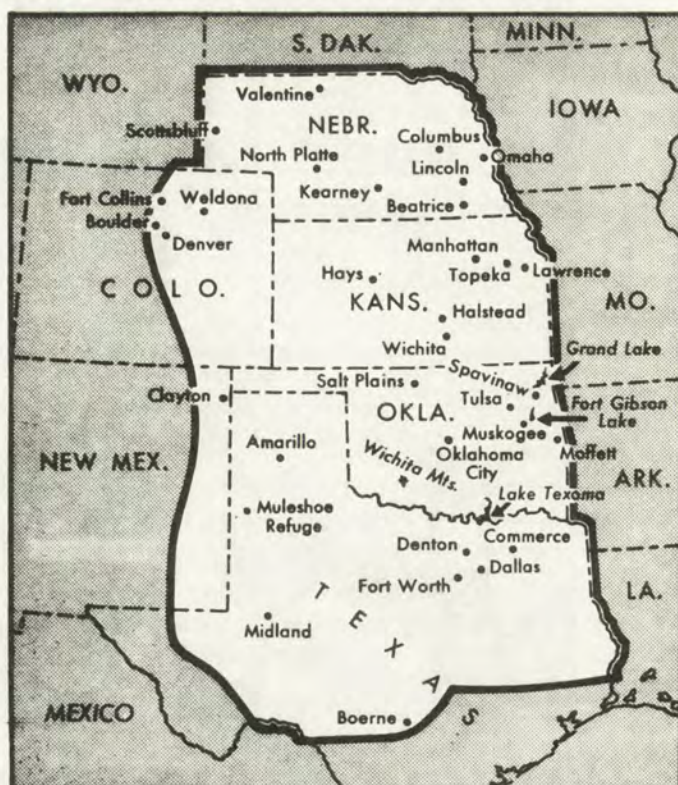 S. DAK.
MINN.
WYO.
IOWA
Valentine
NEBR.
Scottsbluff
Columbus
Omaha
North Platte
Lincoln
Kearney
Beatrice
Fort Collins
Weldona
Boulder
Denver
COLO.
Manhattan
Topeka
Lawrence
Hays
KANS.
MO.
Halstead
Wichita
Grand Lake
Salt Plains
Spavinaw
Clayton
Tulsa
Fort Gibson
Lake
OKLA.
Muskogee
Amarillo
Oklahoma
City
Moffett
NEW MEX.
Wichita Mts.
ARK.
Lake Texoma
Muleshoe
Refuge
Commerce
Denton
Dallas
Fort Worth
LA.
TEXAS
Midland
MEXICO
Boerne